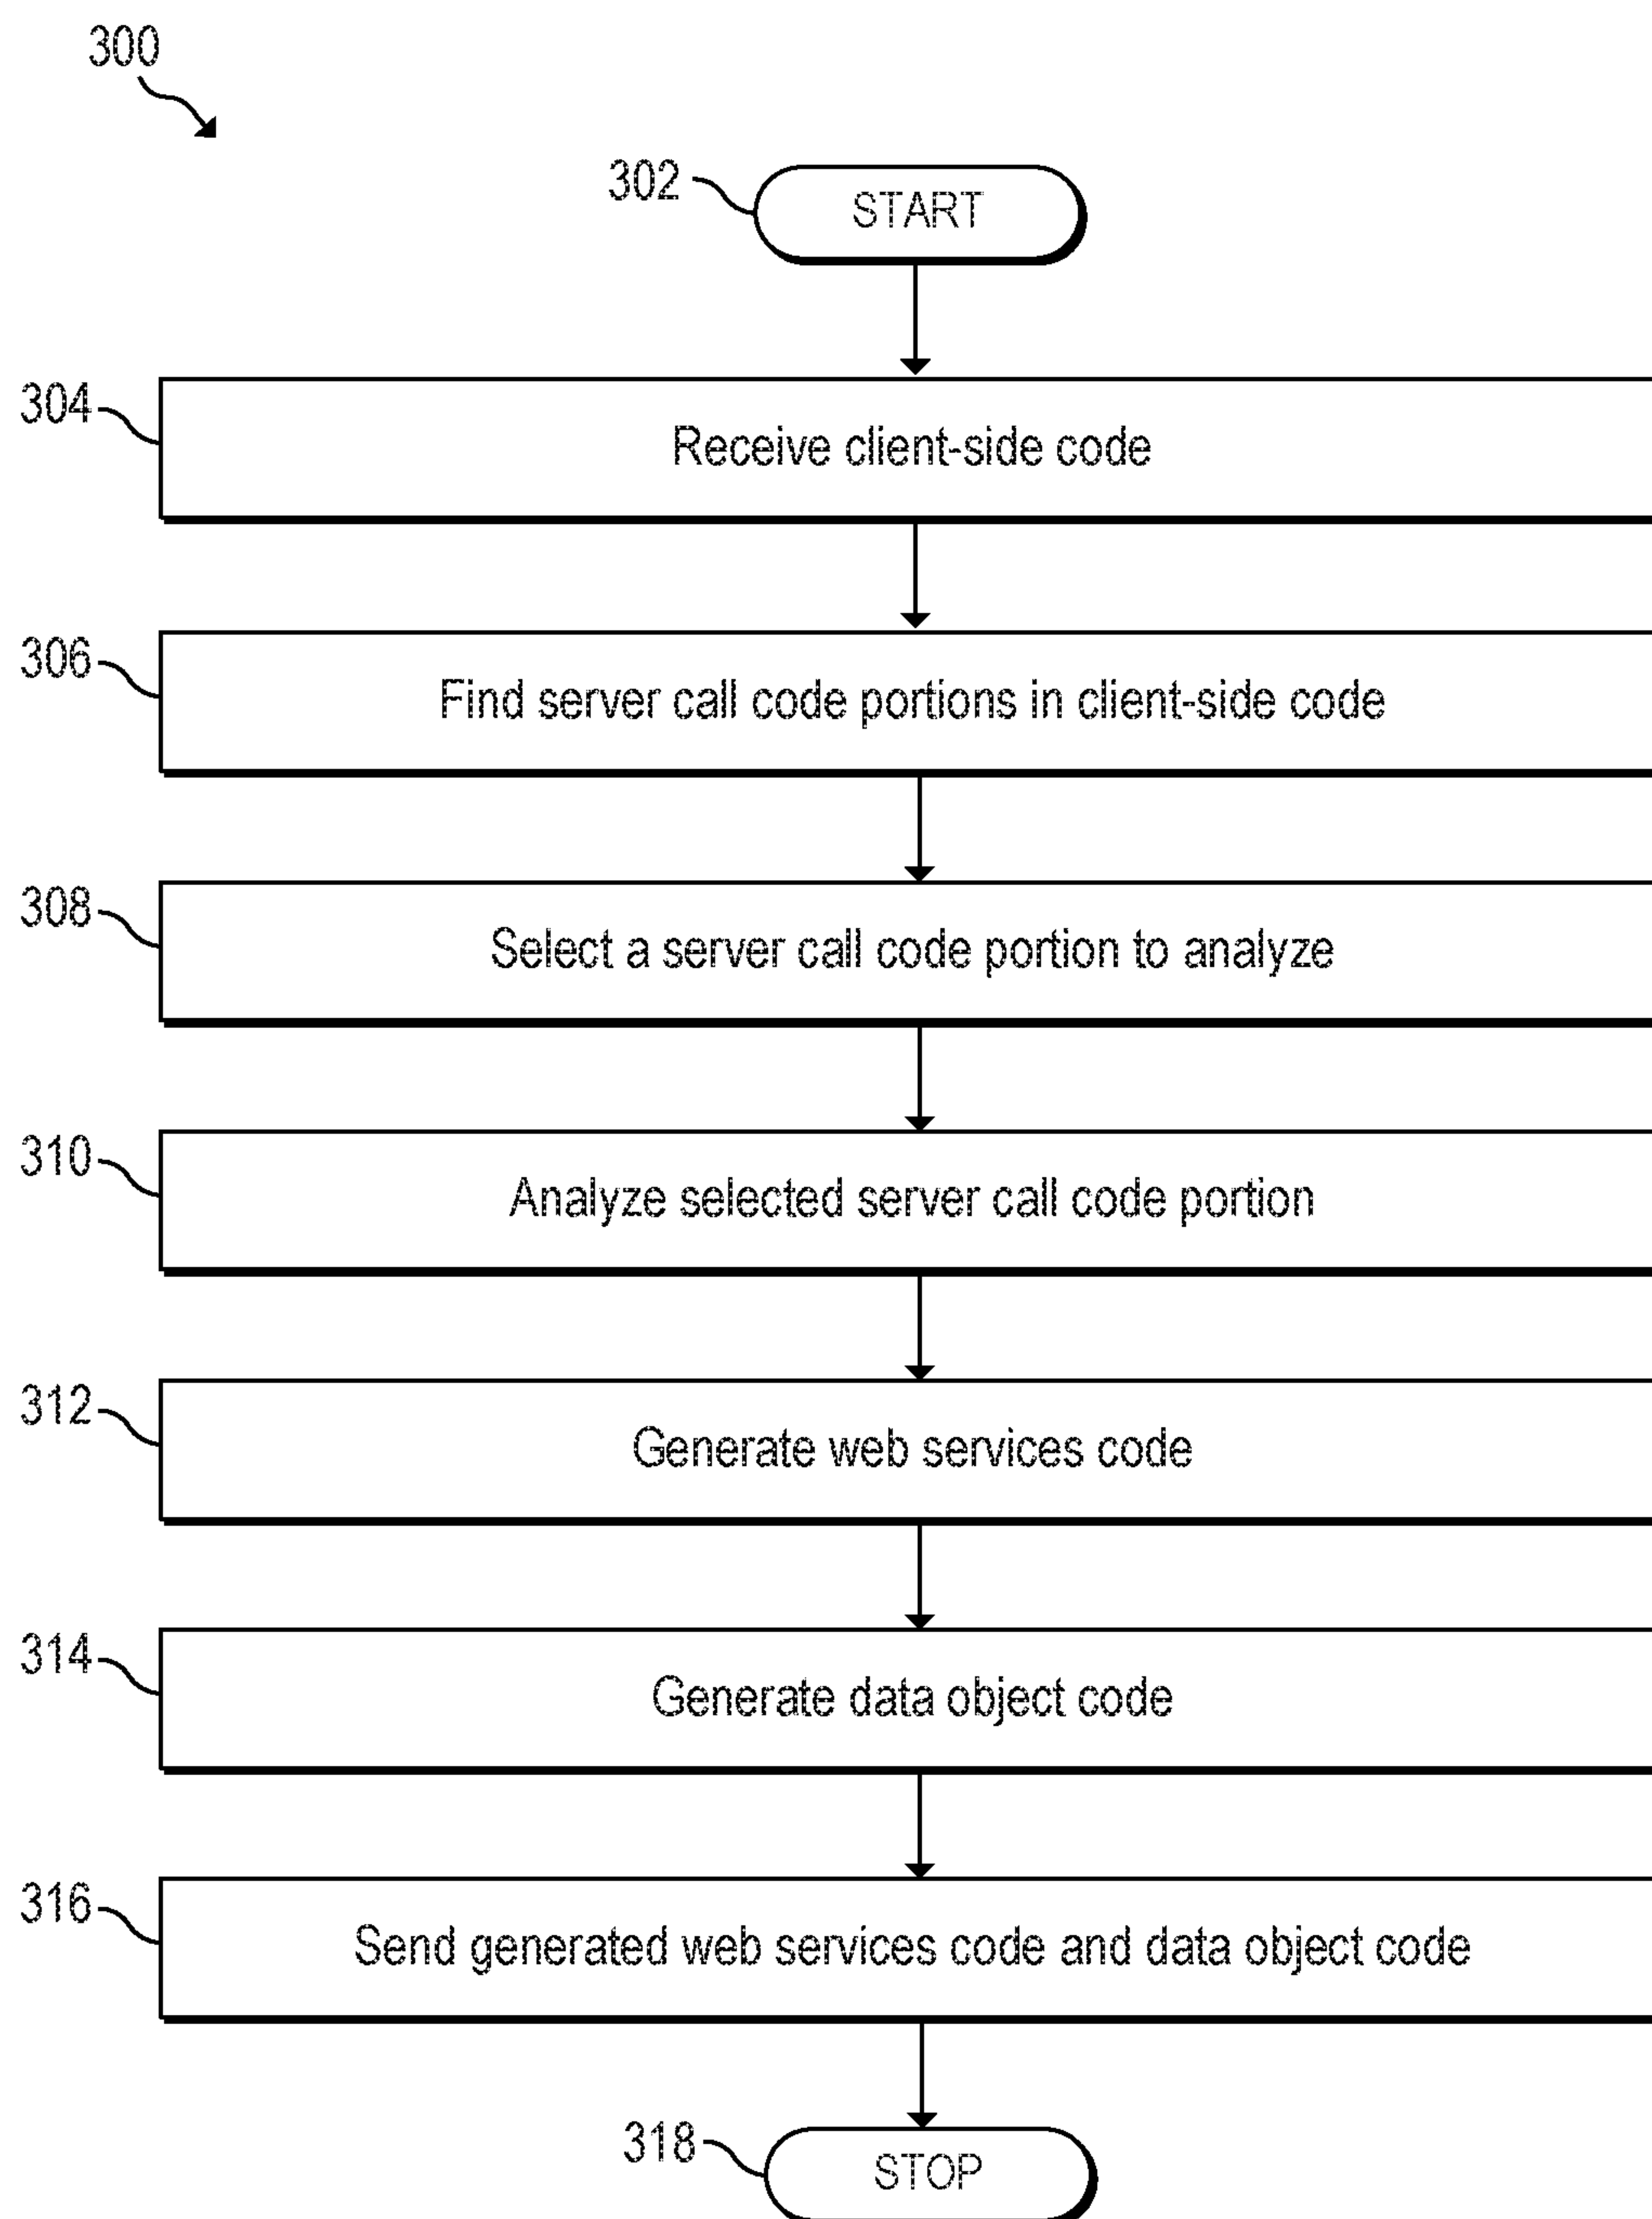 300
302
START
304
Receive client-side code
306
Find server call code portions in client-side code
308
Select a server call code portion to analyze
310
Analyze selected server call code portion
312
Generate web services code
314
Generate data object code
316
Send generated web services code and data object code
318
STOP